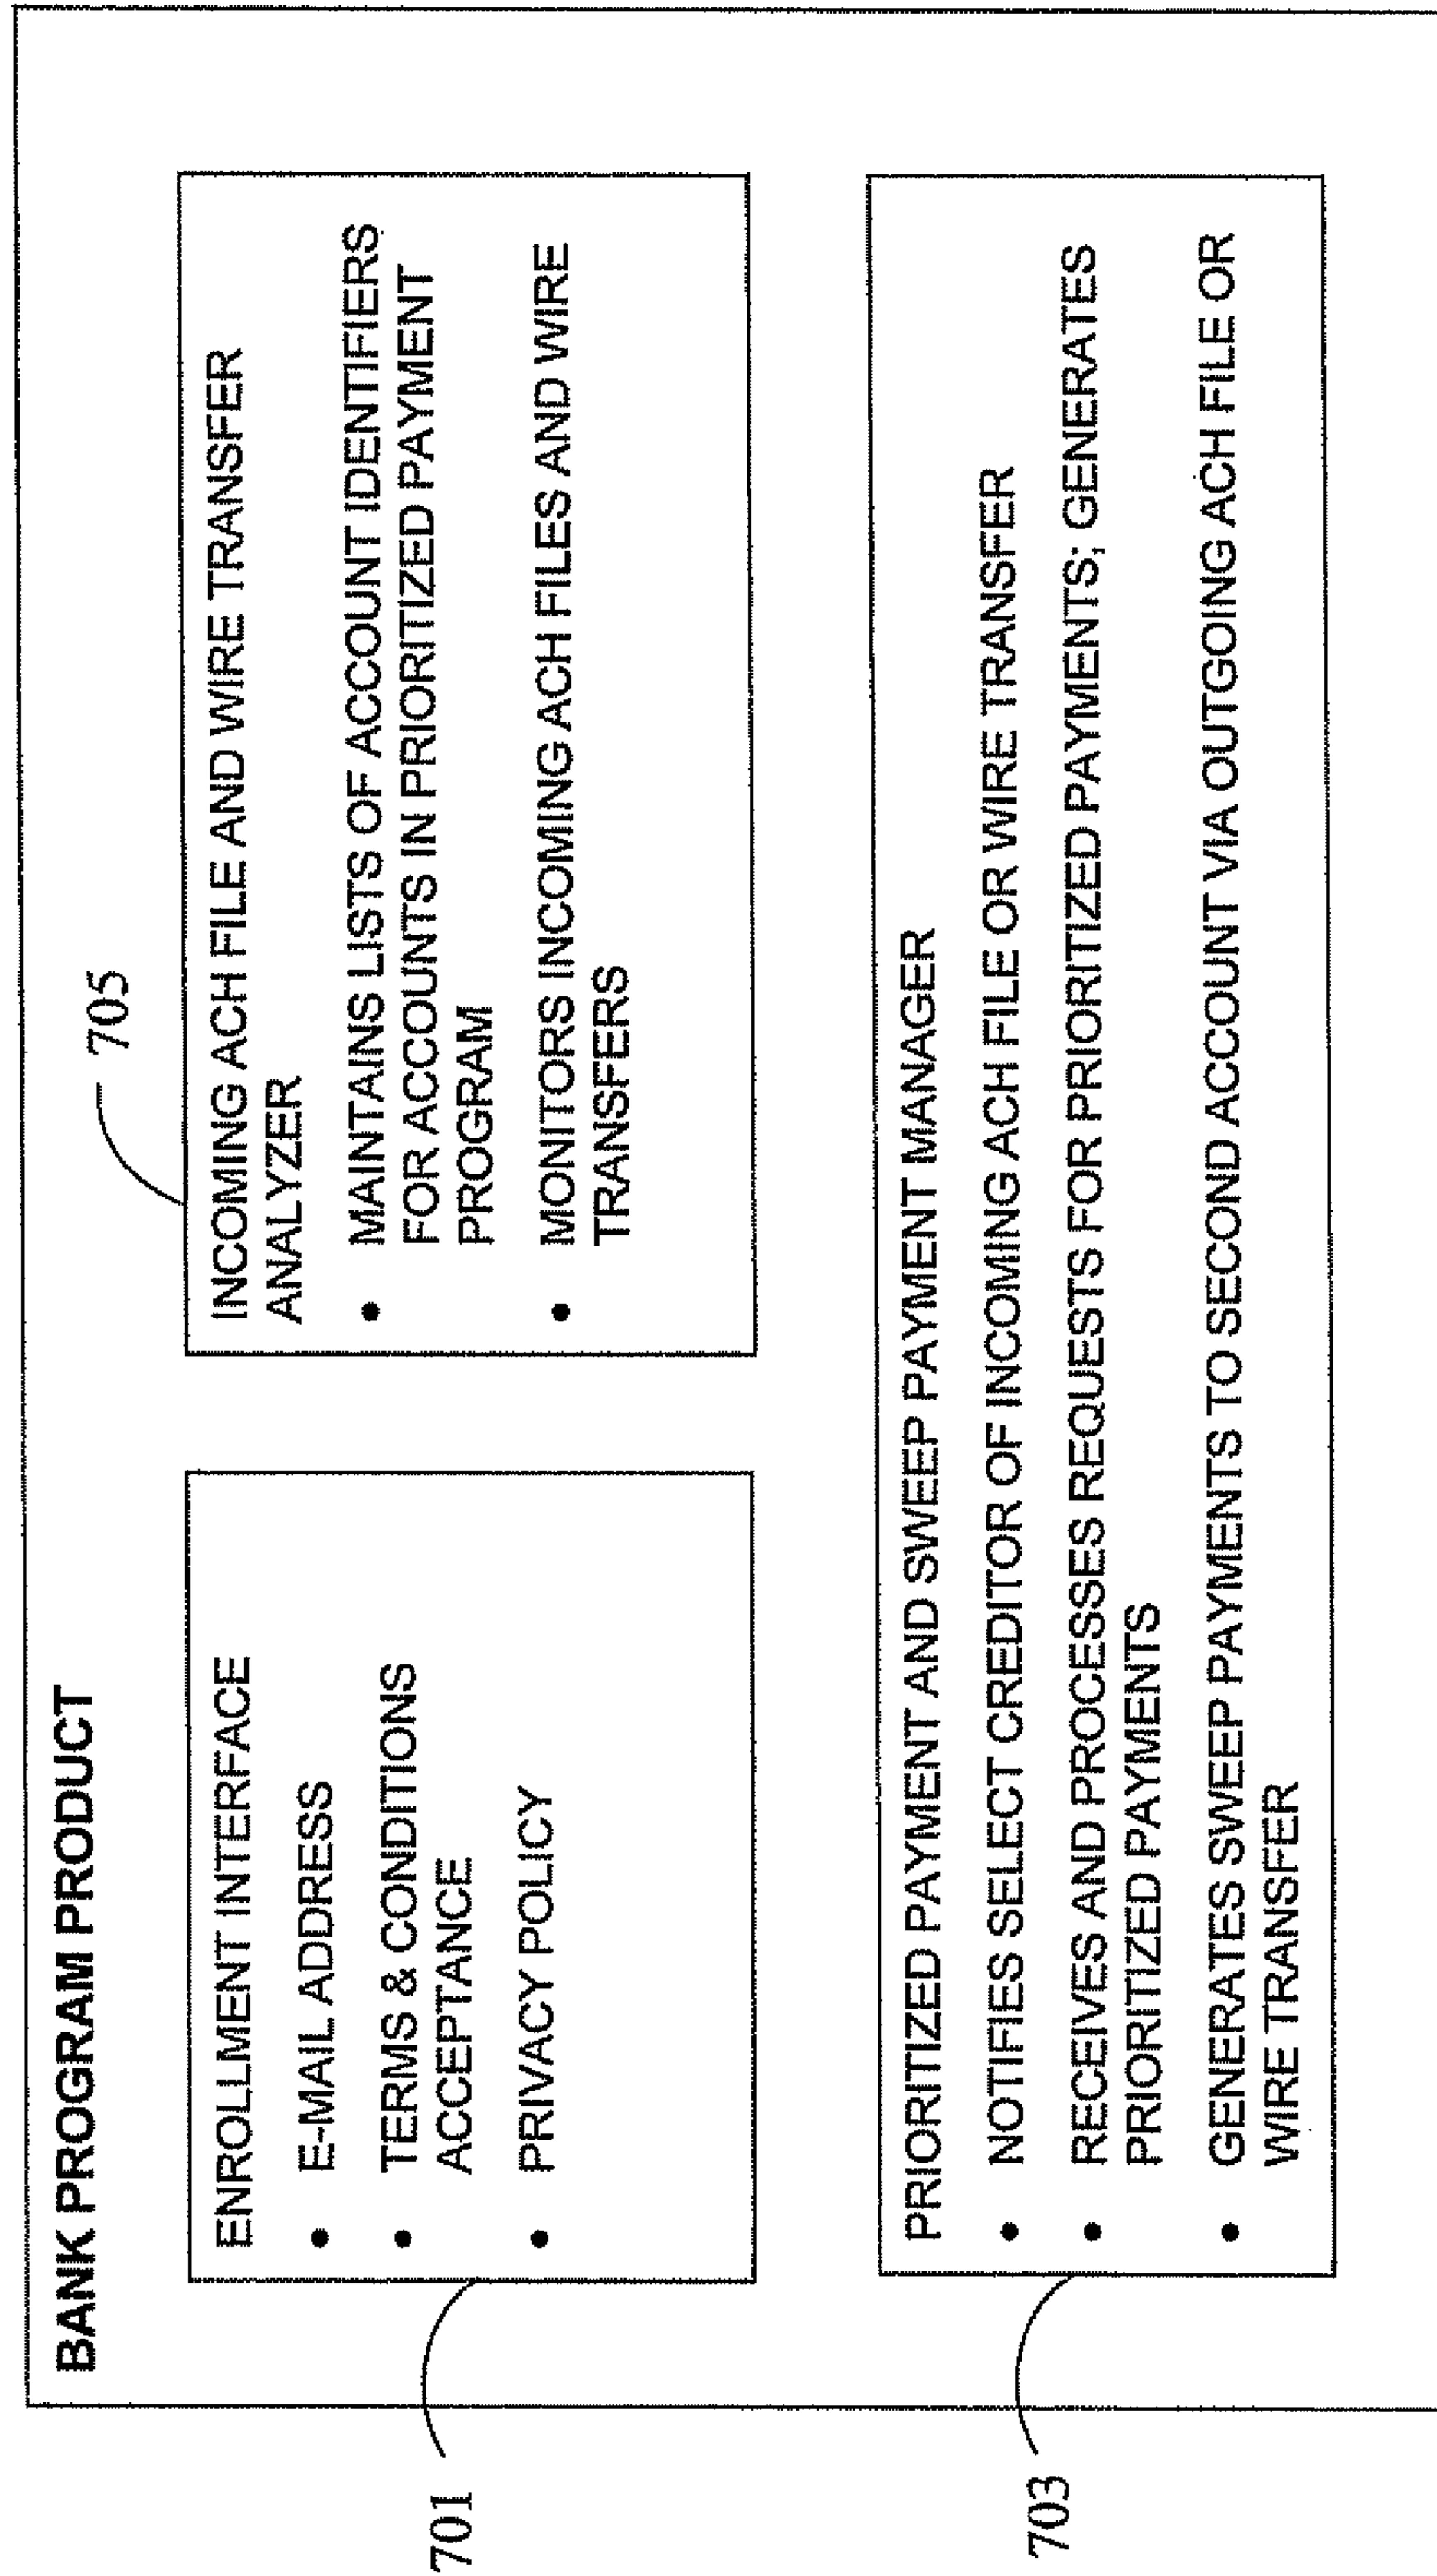 BANK PROGRAM PRODUCT
701
ENROLLMENT INTERFACE
• E-MAIL ADDRESS
• TERMS & CONDITIONS
ACCEPTANCE
• PRIVACY POLICY
705
INCOMING ACH FILE AND WIRE TRANSFER
ANALYZER
• MAINTAINS LISTS OF ACCOUNT IDENTIFIERS
FOR ACCOUNTS IN PRIORITIZED PAYMENT
PROGRAM
• MONITORS INCOMING ACH FILES AND WIRE
TRANSFERS
703
PRIORITIZED PAYMENT AND SWEEP PAYMENT MANAGER
• NOTIFIES SELECT CREDITOR OF INCOMING ACH FILE OR WIRE TRANSFER
• RECEIVES AND PROCESSES REQUESTS FOR PRIORITIZED PAYMENTS; GENERATES
PRIORITIZED PAYMENTS
• GENERATES SWEEP PAYMENTS TO SECOND ACCOUNT VIA OUTGOING ACH FILE OR
WIRE TRANSFER